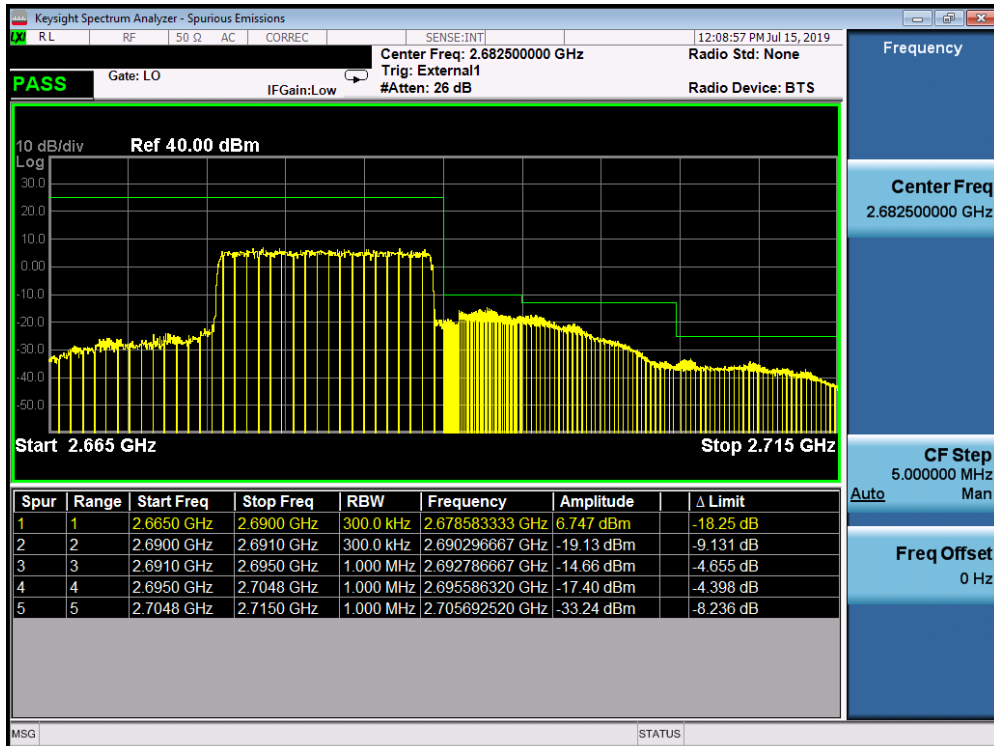 Keysight Spectrum Analyzer - Spurious Emissions
LXI RL RF 50 Ω AC CORREC SENSE:INT 12:08:57 PM Jul 15, 2019
Center Freq: 2.682500000 GHz Radio Std: None
PASS Gate: LO Trig: External1
IFGain:Low #Atten: 26 dB Radio Device: BTS
10 dB/div Ref 40.00 dBm
Log
30.0
20.0
10.0
0.00
-10.0
-20.0
-30.0
-40.0
-50.0
Start 2.665 GHz Stop 2.715 GHz
Spur Range Start Freq Stop Freq RBW Frequency Amplitude Δ Limit
1 1 2.6650 GHz 2.6900 GHz 300.0 kHz 2.678583333 GHz 6.747 dBm -18.25 dB
2 2 2.6900 GHz 2.6910 GHz 300.0 kHz 2.690296667 GHz -19.13 dBm -9.131 dB
3 3 2.6910 GHz 2.6950 GHz 1.000 MHz 2.692786667 GHz -14.66 dBm -4.655 dB
4 4 2.6950 GHz 2.7048 GHz 1.000 MHz 2.695586320 GHz -17.40 dBm -4.398 dB
5 5 2.7048 GHz 2.7150 GHz 1.000 MHz 2.705692520 GHz -33.24 dBm -8.236 dB
MSG STATUS
Frequency
Center Freq
2.682500000 GHz
CF Step
5.000000 MHz
Auto Man
Freq Offset
0 Hz